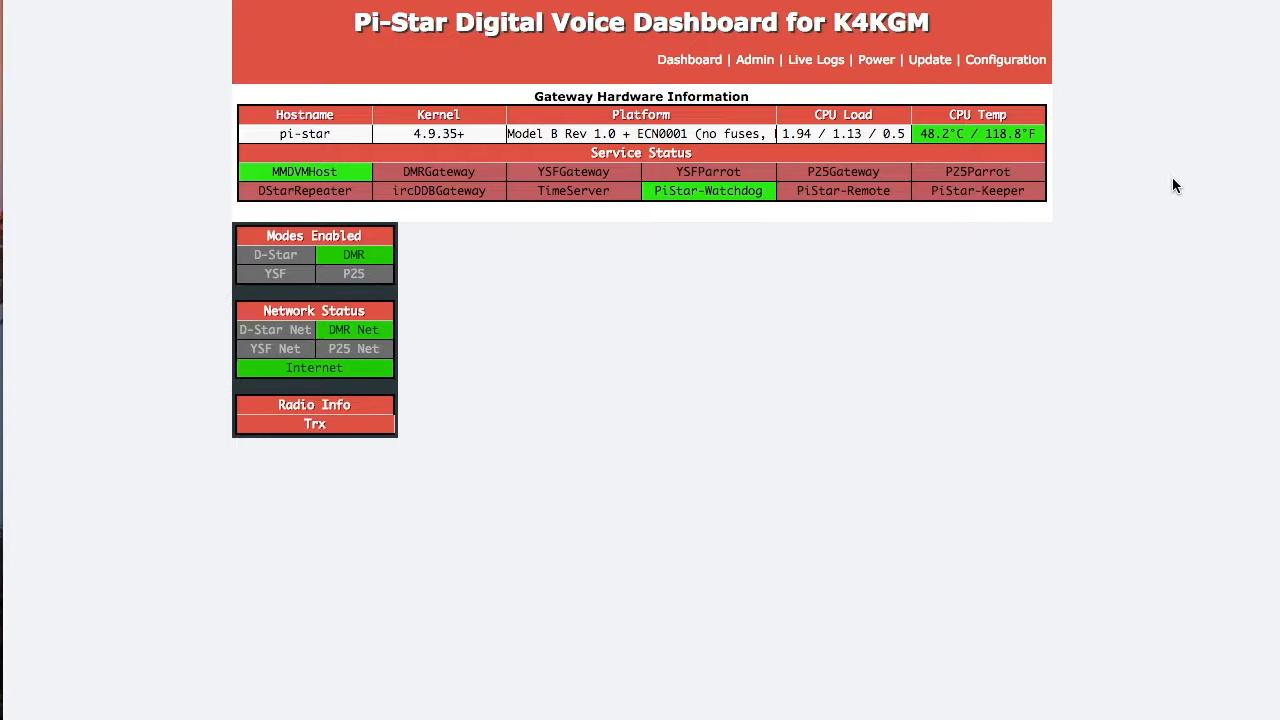 Pi-Star Digital Voice Dashboard for K4KGM
Dashboard | Admin | Live Logs | Power | Update | Configuration
Gateway Hardware Information
Hostname Kernel Platform CPU Load CPU Temp
pi-star 4.9.35+ Model B Rev 1.0 + ECN0001 (no fuses, 1.94 / 1.13 / 0.5 48.2°C / 118.8°F
Service Status
MMDVMHost DMRGateway YSFGateway YSFParrot P25Gateway P25Parrot
DStarRepeater ircDDBGateway TimeServer PiStar-Watchdog PiStar-Remote PiStar-Keeper
Modes Enabled
D-Star DMR
YSF P25
Network Status
D-Star Net DMR Net
YSF Net P25 Net
Internet
Radio Info
Trx